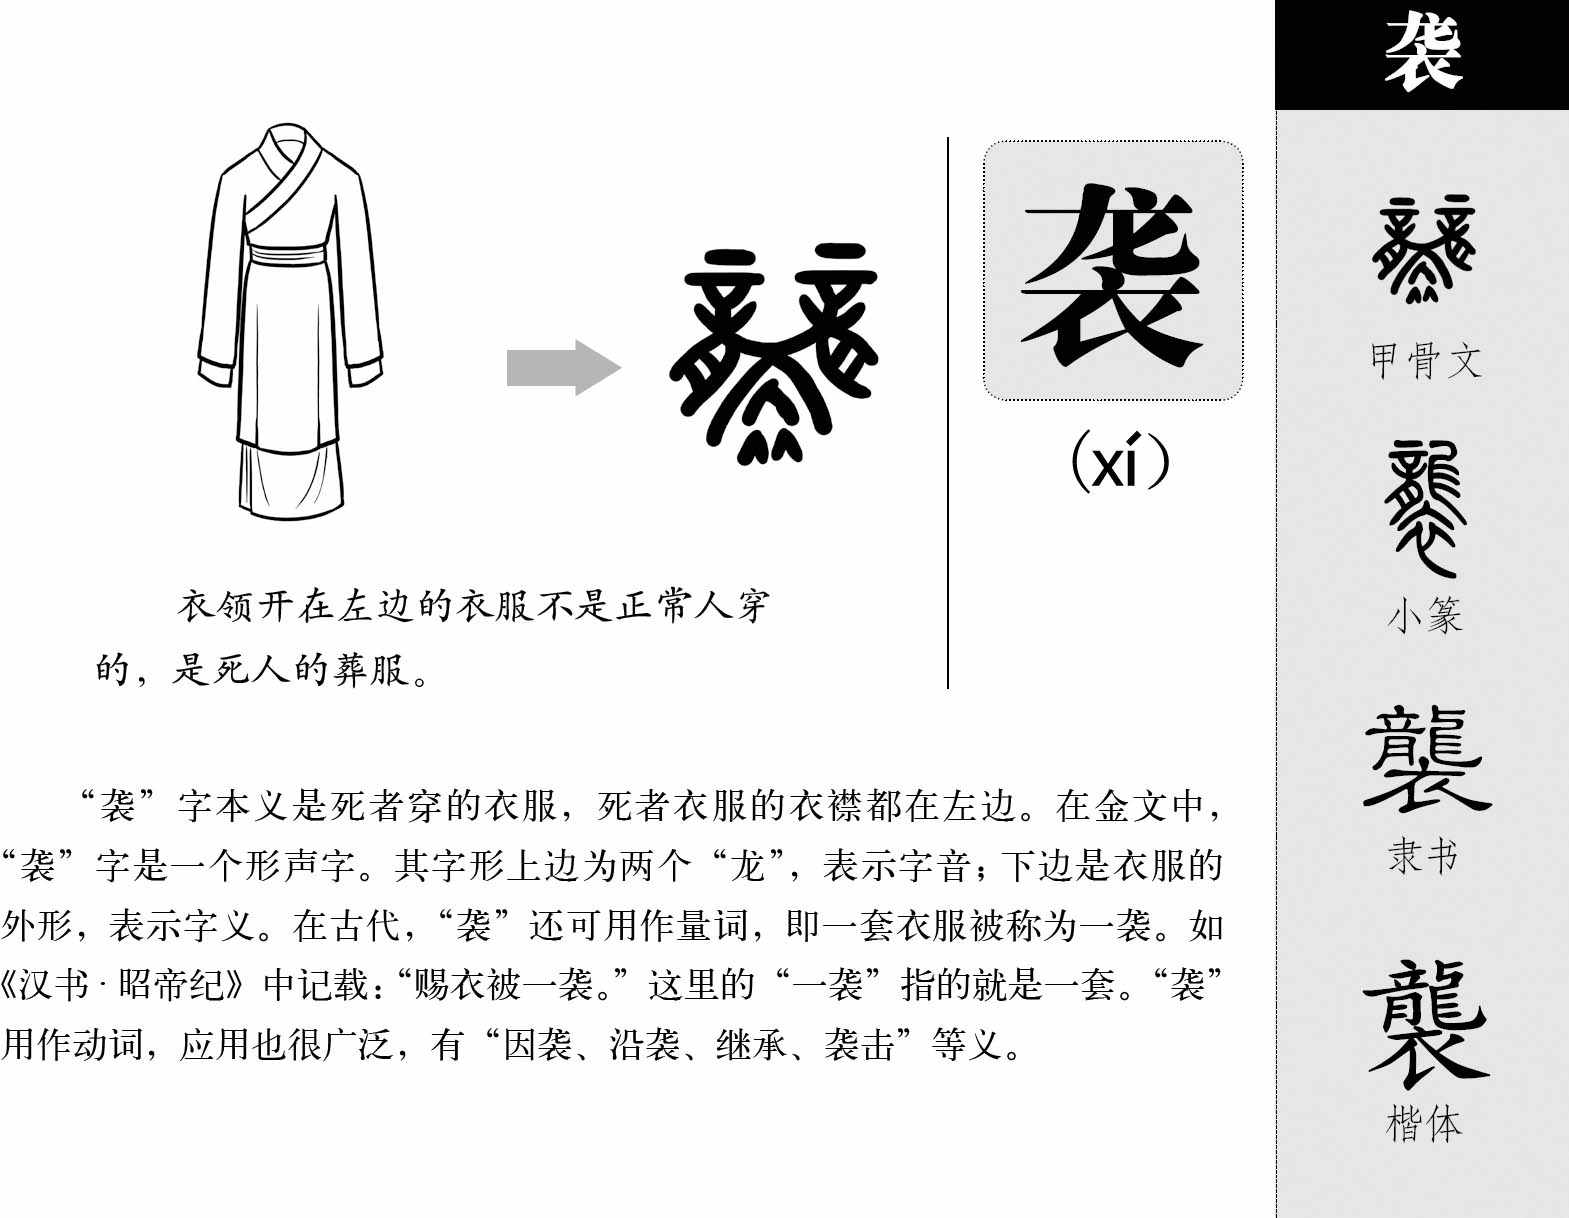 袭
袭
(xí)
衣领开在左边的衣服不是正常人穿
的，是死人的葬服。
“袭”字本义是死者穿的衣服，死者衣服的衣襟都在左边。在金文中，
“袭”字是一个形声字。其字形上边为两个“龙”，表示字音；下边是衣服的
外形，表示字义。在古代，“袭”还可用作量词，即一套衣服被称为一袭。如
《汉书·昭帝纪》中记载：“赐衣被一袭。”这里的“一袭”指的就是一套。“袭”
用作动词，应用也很广泛，有“因袭、沿袭、继承、袭击”等义。
甲骨文
小篆
襲
隶书
襲
楷体